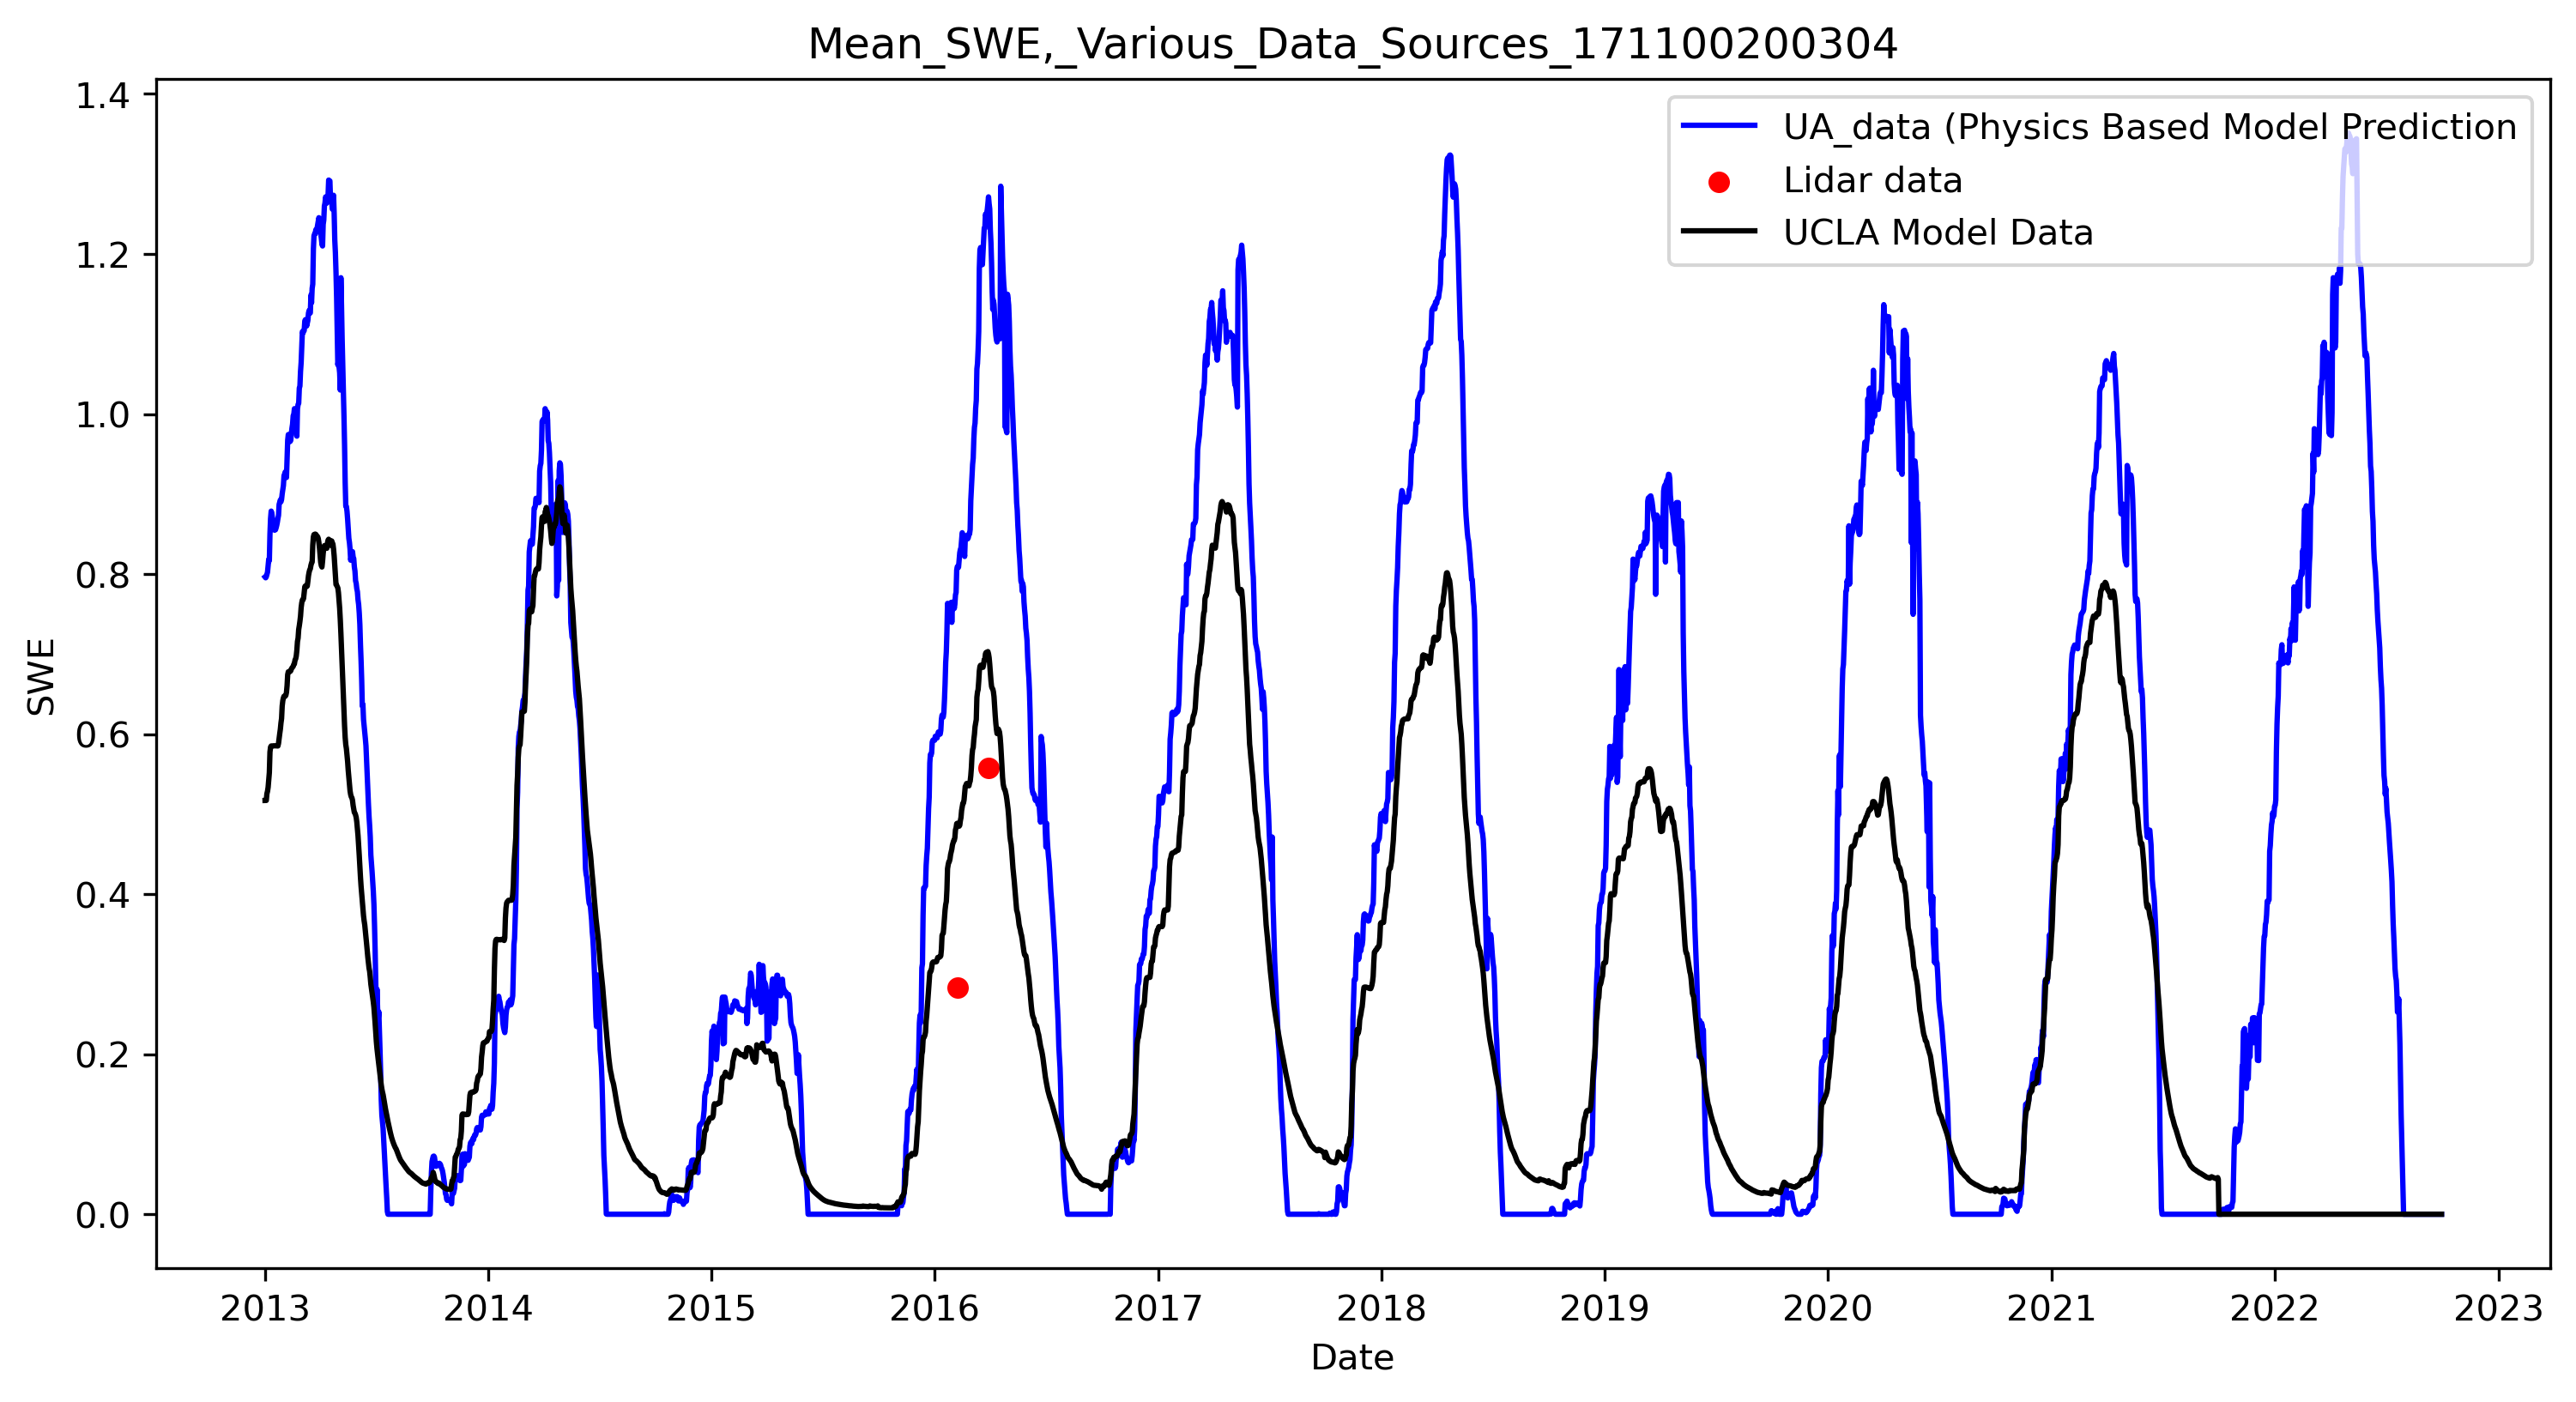 Mean_SWE,_Various_Data_Sources_171100200304
UA_data (Physics Based Model Prediction
Lidar data
UCLA Model Data
SWE
1.4
1.2
1.0
0.8
0.6
0.4
0.2
0.0
2013 2014 2015 2016 2017 2018 2019 2020 2021 2022 2023
Date